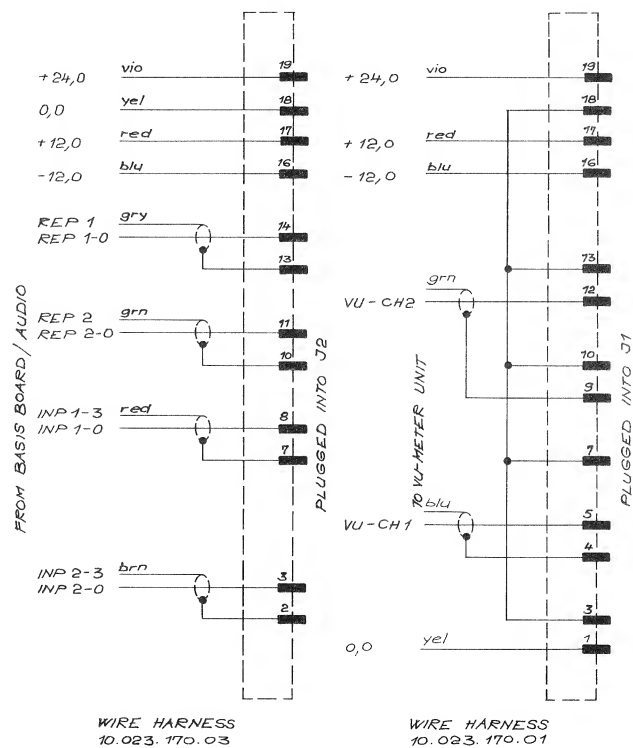 FROM BASIS BOARD/AUDIO
+24,0 vio 19
0,0 yel 18
+12,0 red 17
-12,0 blu 16
REP 1 gry
REP 1-0 14
13
REP 2 grn
REP 2-0 11
10
INP 1-3 red
INP 1-0 8
7
INP 2-3 brn
INP 2-0 3
2
PLUGGED INTO J2
WIRE HARNESS
10.023.170.03
TO VU-METER UNIT
+24,0 vio 19
18
+12,0 red 17
-12,0 blu 16
13
grn
VU-CH2 12
10
9
7
blu
VU-CH1 5
4
3
0,0 yel 1
PLUGGED INTO J1
WIRE HARNESS
10.023.170.01